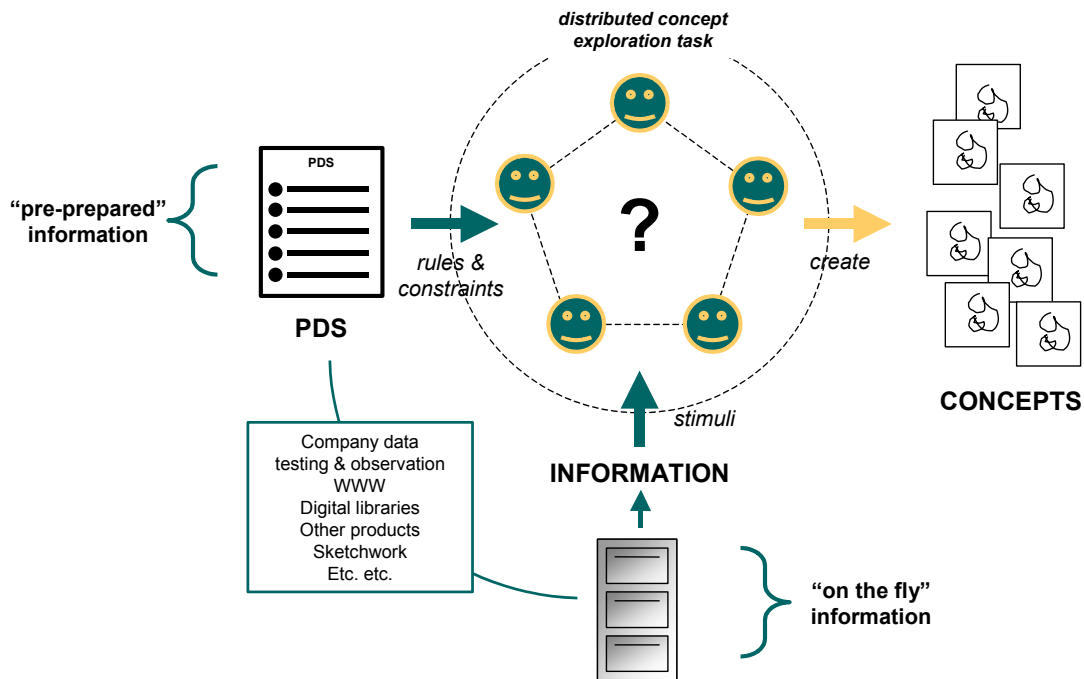 distributed concept
exploration task
PDS
“pre-prepared”
information
?
rules &
constraints
create
PDS
CONCEPTS
stimuli
Company data
testing & observation
WWW
Digital libraries
Other products
Sketchwork
Etc. etc.
INFORMATION
“on the fly”
information